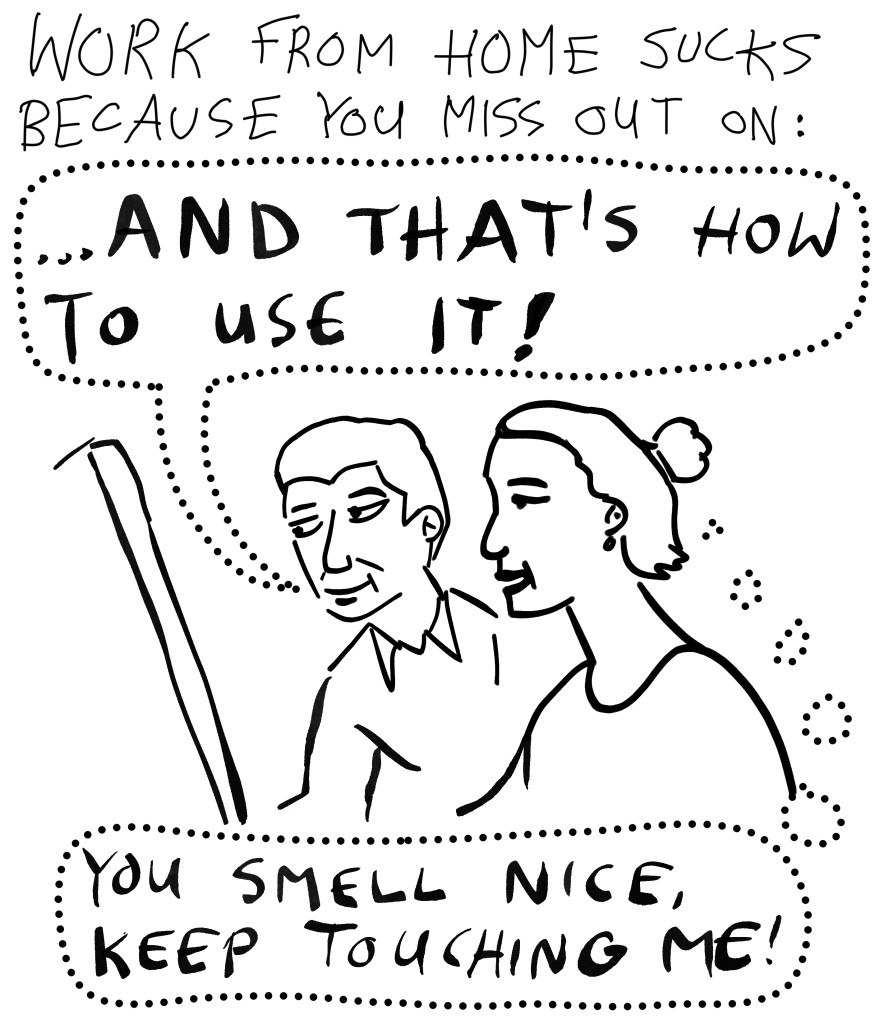 WORK FROM HOME SUCKS
BECAUSE YOU MISS OUT ON:
...AND THAT'S HOW
TO USE IT!
YOU SMELL NICE,
KEEP TOUCHING ME!